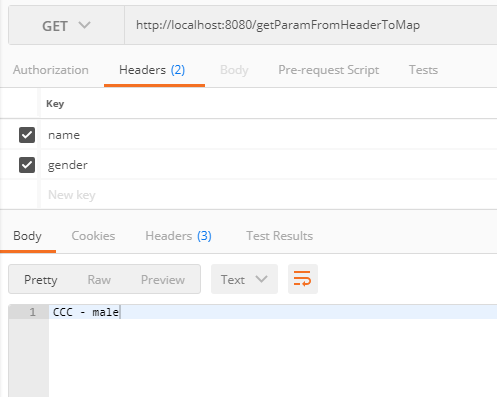 GET http://localhost:8080/getParamFromHeaderToMap
Authorization Headers (2) Body Pre-request Script Tests
Key
name
gender
New key
Body Cookies Headers (3) Test Results
Pretty Raw Preview Text
1 CCC - male